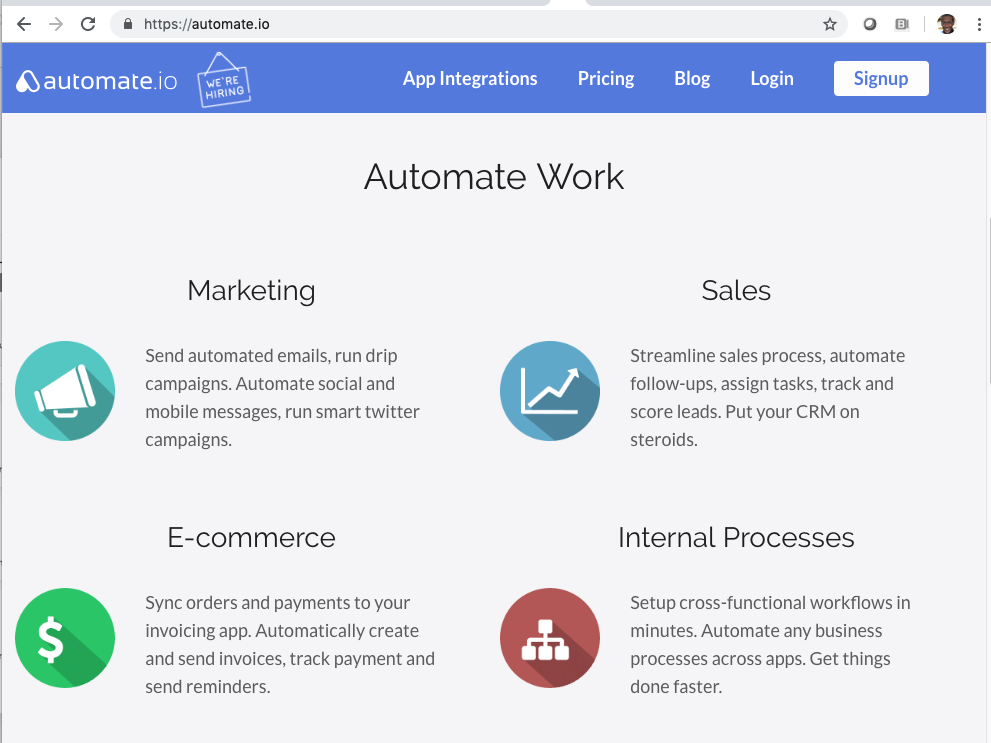 https://automate.io
automate.io
WE'RE
HIRING
App Integrations
Pricing
Blog
Login
Signup
Automate Work
Marketing
Send automated emails, run drip
campaigns. Automate social and
mobile messages, run smart twitter
campaigns.
Sales
Streamline sales process, automate
follow-ups, assign tasks, track and
score leads. Put your CRM on
steroids.
E-commerce
$
Sync orders and payments to your
invoicing app. Automatically create
and send invoices, track payment and
send reminders.
Internal Processes
Setup cross-functional workflows in
minutes. Automate any business
processes across apps. Get things
done faster.